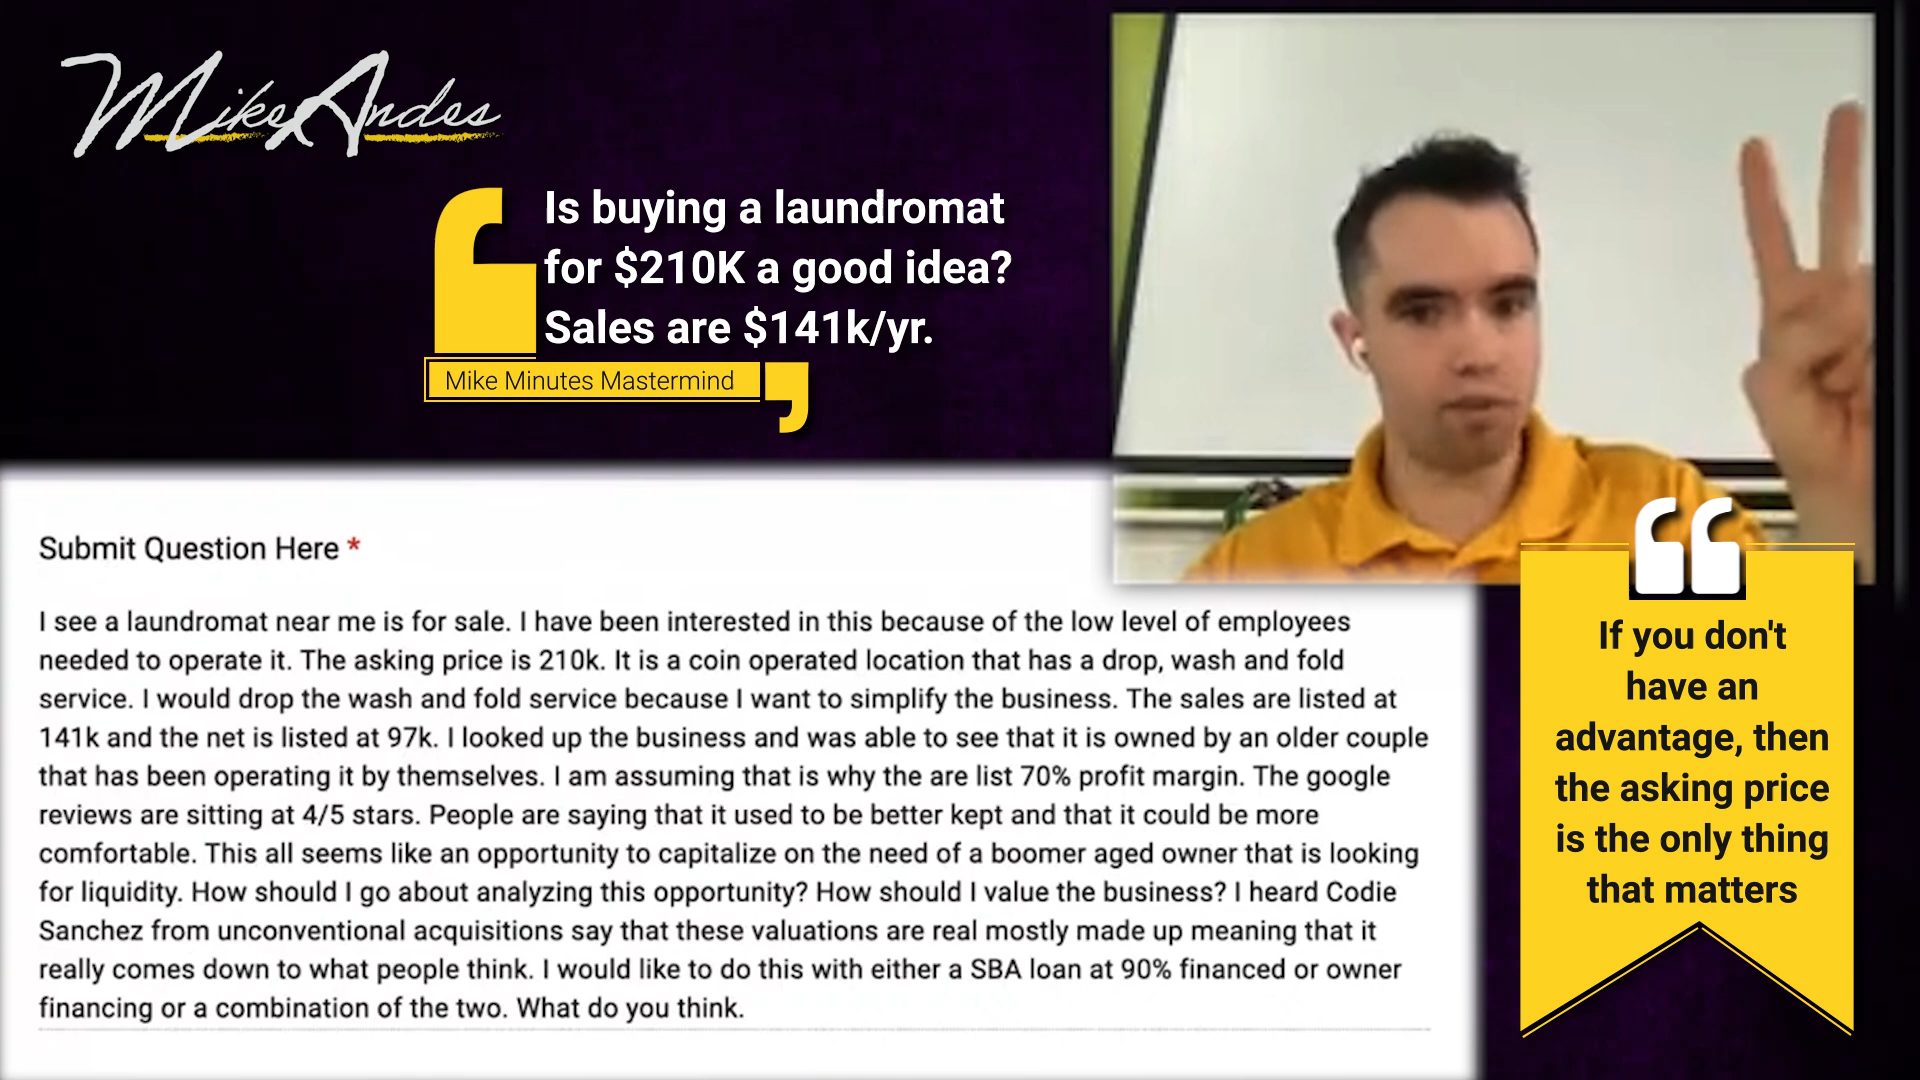 Mike Andes
Is buying a laundromat
for $210K a good idea?
Sales are $141k/yr.
Mike Minutes Mastermind
Submit Question Here *
I see a laundromat near me is for sale. I have been interested in this because of the low level of employees
needed to operate it. The asking price is 210k. It is a coin operated location that has a drop, wash and fold
service. I would drop the wash and fold service because I want to simplify the business. The sales are listed at
141k and the net is listed at 97k. I looked up the business and was able to see that it is owned by an older couple
that has been operating it by themselves. I am assuming that is why the are list 70% profit margin. The google
reviews are sitting at 4/5 stars. People are saying that it used to be better kept and that it could be more
comfortable. This all seems like an opportunity to capitalize on the need of a boomer aged owner that is looking
for liquidity. How should I go about analyzing this opportunity? How should I value the business? I heard Codie
Sanchez from unconventional acquisitions say that these valuations are real mostly made up meaning that it
really comes down to what people think. I would like to do this with either a SBA loan at 90% financed or owner
financing or a combination of the two. What do you think.
If you don't
have an
advantage, then
the asking price
is the only thing
that matters